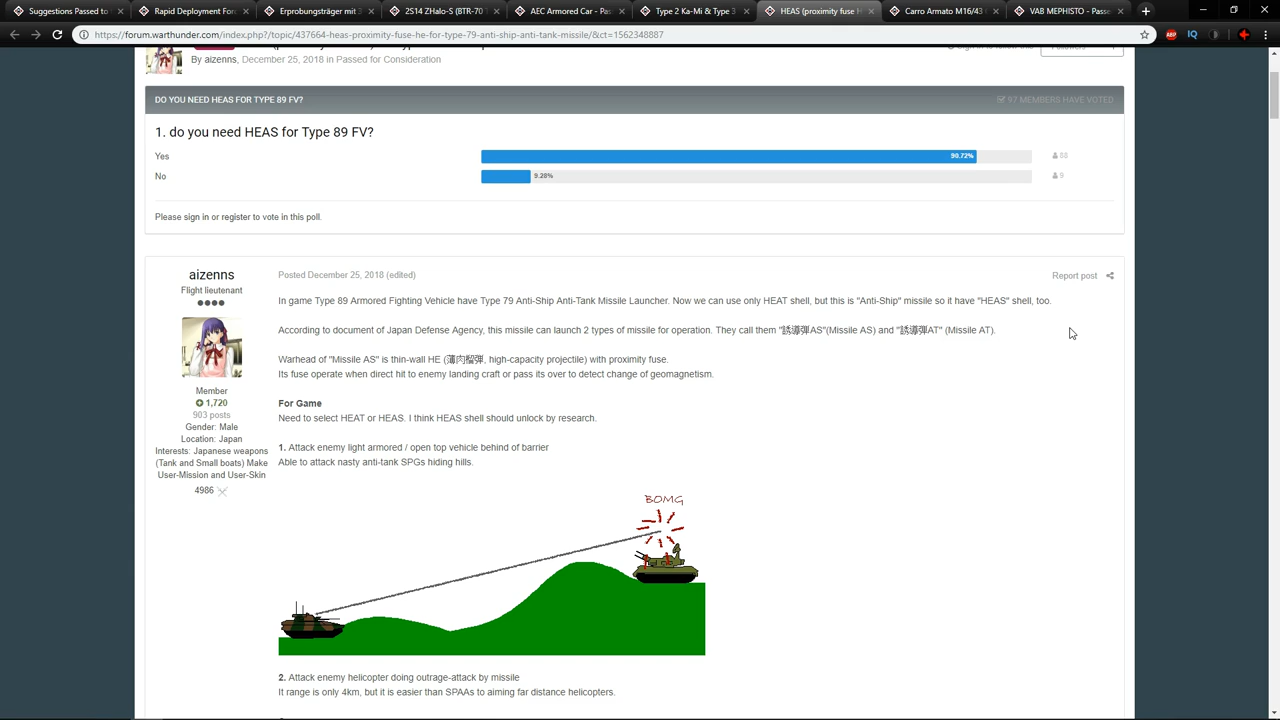 Suggestions Passed to
Rapid Deployment For
Erprobungsträger mit 3
2S14 ZHalo-S (BTR-70
AEC Armored Car - Pas
Type 2 Ka-Mi & Type 3
HEAS (proximity fuse H
Carro Armato M16/43
VAB MEPHISTO - Passe
https://forum.warthunder.com/index.php?/topic/437664-heas-proximity-fuse-he-for-type-79-anti-ship-anti-tank-missile/&ct=1562348887
By aizenns, December 25, 2018 in Passed for Consideration
DO YOU NEED HEAS FOR TYPE 89 FV?
97 MEMBERS HAVE VOTED
1. do you need HEAS for Type 89 FV?
Yes 90.72% 88
No 9.28% 9
Please sign in or register to vote in this poll.
aizenns
Flight lieutenant
Member
1,720
903 posts
Gender: Male
Location: Japan
Interests: Japanese weapons
(Tank and Small boats) Make
User-Mission and User-Skin
4986
Posted December 25, 2018 (edited)
Report post
In game Type 89 Armored Fighting Vehicle have Type 79 Anti-Ship Anti-Tank Missile Launcher. Now we can use only HEAT shell, but this is "Anti-Ship" missile so it have "HEAS" shell, too.
According to document of Japan Defense Agency, this missile can launch 2 types of missile for operation. They call them "誘導弾AS"(Missile AS) and "誘導弾AT" (Missile AT).
Warhead of "Missile AS" is thin-wall HE (薄肉榴弾, high-capacity projectile) with proximity fuse.
Its fuse operate when direct hit to enemy landing craft or pass its over to detect change of geomagnetism.
For Game
Need to select HEAT or HEAS. I think HEAS shell should unlock by research.
1. Attack enemy light armored / open top vehicle behind of barrier
Able to attack nasty anti-tank SPGs hiding hills.
BOMG
2. Attack enemy helicopter doing outrage-attack by missile
It range is only 4km, but it is easier than SPAAs to aiming far distance helicopters.